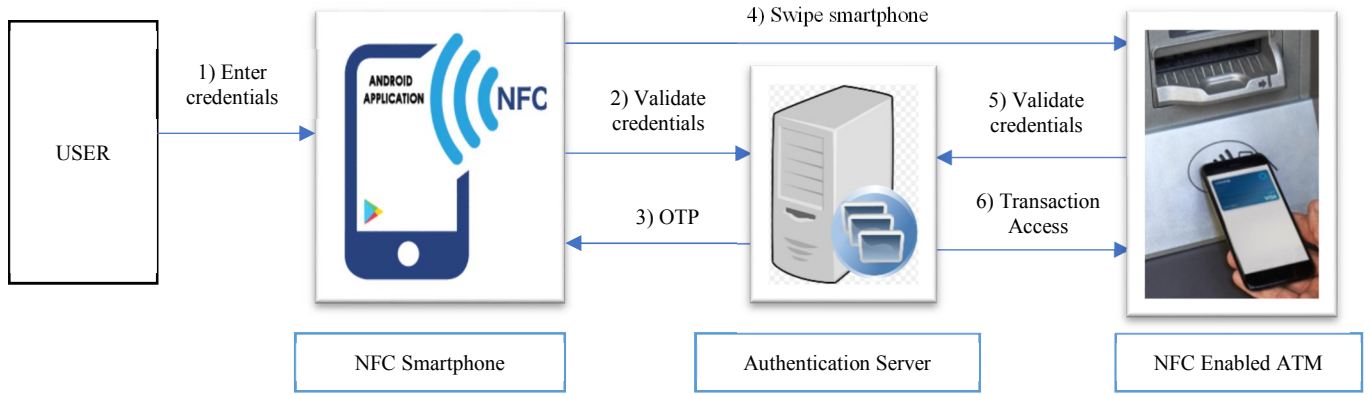 4) Swipe smartphone
1) Enter
credentials
ANDROID
APPLICATION
NFC
2) Validate
credentials
5) Validate
credentials
USER
3) OTP
6) Transaction
Access
NFC Smartphone
Authentication Server
NFC Enabled ATM